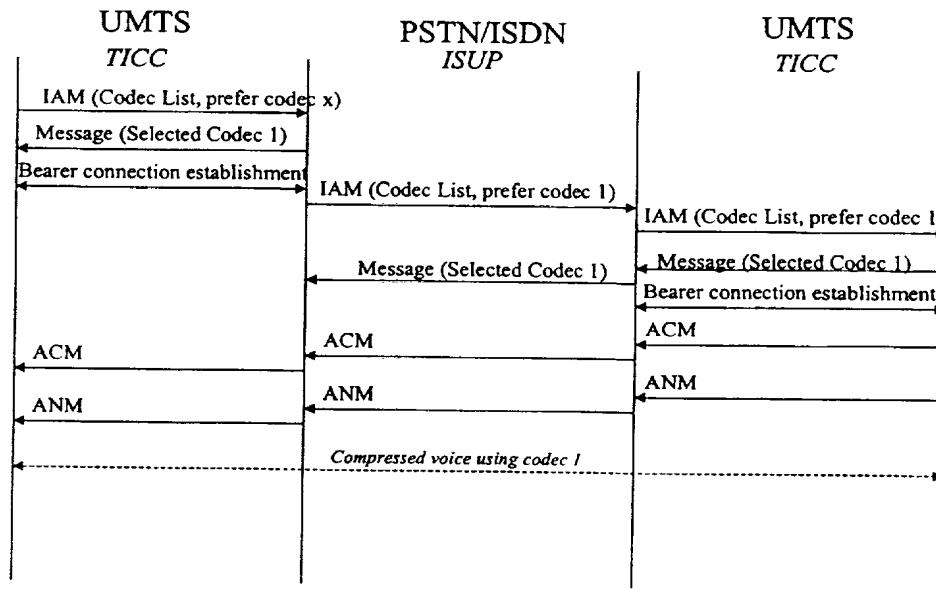 UMTS
TICC
PSTN/ISDN
ISUP
UMTS
TICC
IAM (Codec List, prefer codec x)
Message (Selected Codec 1)
Bearer connection establishment
IAM (Codec List, prefer codec 1)
IAM (Codec List, prefer codec 1
Message (Selected Codec 1)
Message (Selected Codec 1)
Bearer connection establishment
ACM
ACM
ACM
ANM
ANM
ANM
Compressed voice using codec 1